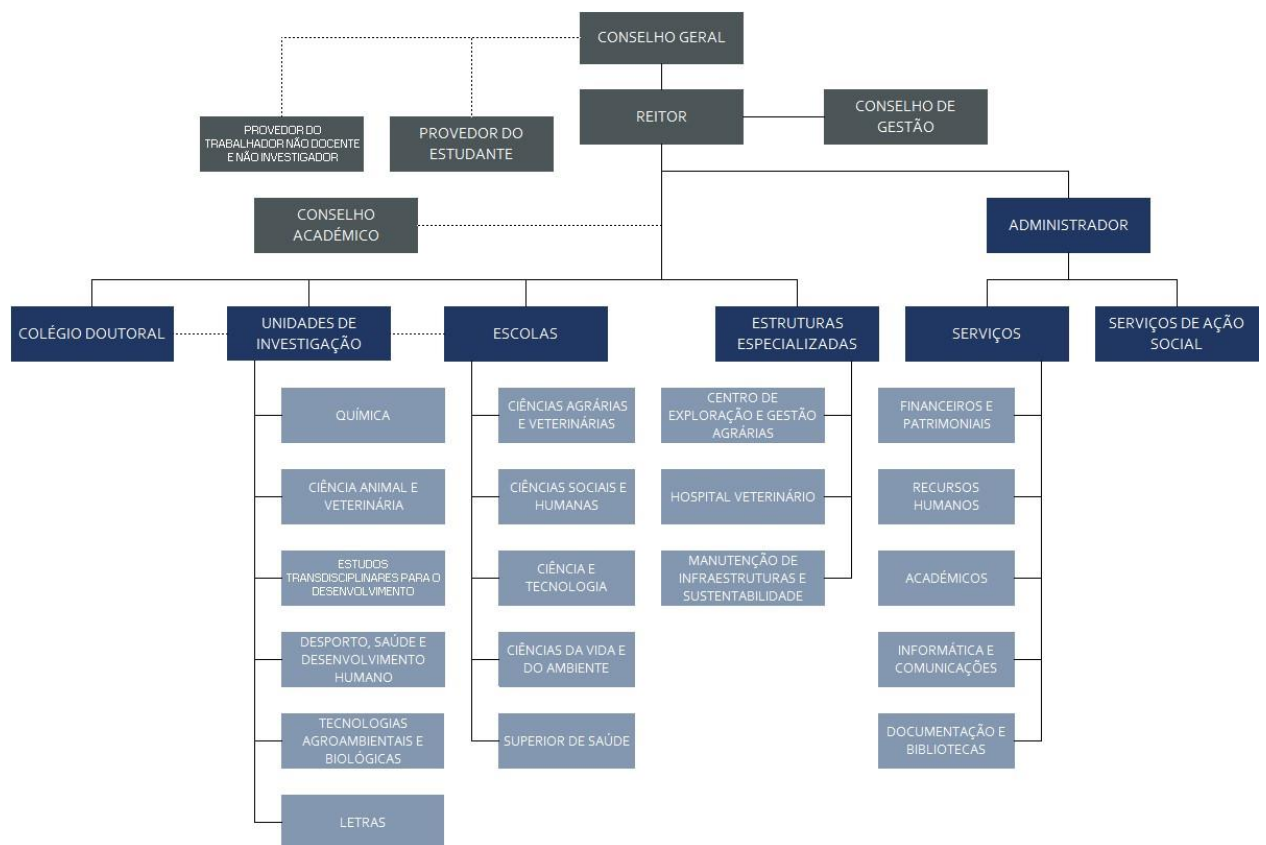 CONSELHO GERAL
REITOR
CONSELHO DE
GESTÃO
PROVEDOR DO
TRABALHADOR NÃO DOCENTE
E NÃO INVESTIGADOR
PROVEDOR DO
ESTUDANTE
CONSELHO
ACADÉMICO
ADMINISTRADOR
COLÉGIO DOUTORAL
UNIDADES DE
INVESTIGAÇÃO
ESCOLAS
ESTRUTURAS
ESPECIALIZADAS
SERVIÇOS
SERVIÇOS DE AÇÃO
SOCIAL
QUÍMICA
CIÊNCIA ANIMAL E
VETERINÁRIA
ESTUDOS
TRANSDISCIPLINARES PARA O
DESENVOLVIMENTO
DESPORTO, SAÚDE E
DESENVOLVIMENTO
HUMANO
TECNOLOGIAS
AGROAMBIENTAIS E
BIOLÓGICAS
LETRAS
CIÊNCIAS AGRÁRIAS
E VETERINÁRIAS
CIÊNCIAS SOCIAIS E
HUMANAS
CIÊNCIA E
TECNOLOGIA
CIÊNCIAS DA VIDA E
DO AMBIENTE
SUPERIOR DE SAÚDE
CENTRO DE
EXPLORAÇÃO E GESTÃO
AGRÁRIAS
HOSPITAL VETERINÁRIO
MANUTENÇÃO DE
INFRAESTRUTURAS E
SUSTENTABILIDADE
FINANCEIROS E
PATRIMONIAIS
RECURSOS
HUMANOS
ACADÉMICOS
INFORMÁTICA E
COMUNICAÇÕES
DOCUMENTAÇÃO E
BIBLIOTECAS